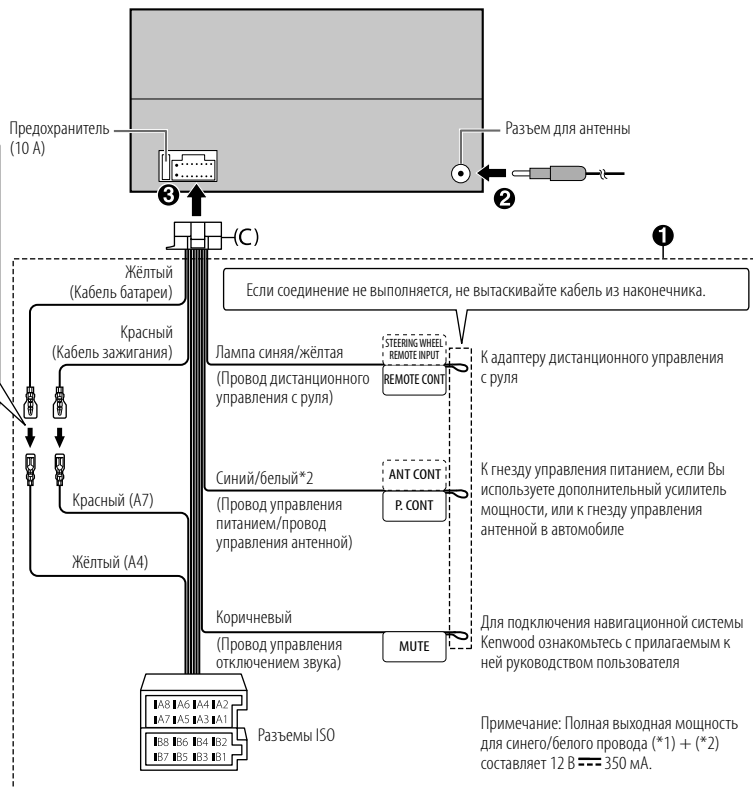 Предохранитель
(10 А)
Разъем для антенны
❸
❷
(C)
❶
Жёлтый
(Кабель батареи)
Если соединение не выполняется, не вытаскивайте кабель из наконечника.
Красный
(Кабель зажигания)
Лампа синяя/жёлтая
(Провод дистанционного
управления с руля)
STEERING WHEEL
REMOTE INPUT
REMOTE CONT
К адаптеру дистанционного управления
с руля
Синий/белый*2
(Провод управления
питанием/провод
управления антенной)
ANT CONT
P. CONT
К гнезду управления питанием, если Вы
используете дополнительный усилитель
мощности, или к гнезду управления
антенной в автомобиле
Красный (A7)
Жёлтый (A4)
Коричневый
(Провод управления
отключением звука)
MUTE
Для подключения навигационной системы
Kenwood ознакомьтесь с прилагаемым к
ней руководством пользователя
A8 A6 A4 A2
A7 A5 A3 A1
B8 B6 B4 B2
B7 B5 B3 B1
Разъемы ISO
Примечание: Полная выходная мощность
для синего/белого провода (*1) + (*2)
составляет 12 В ⎓ 350 мА.